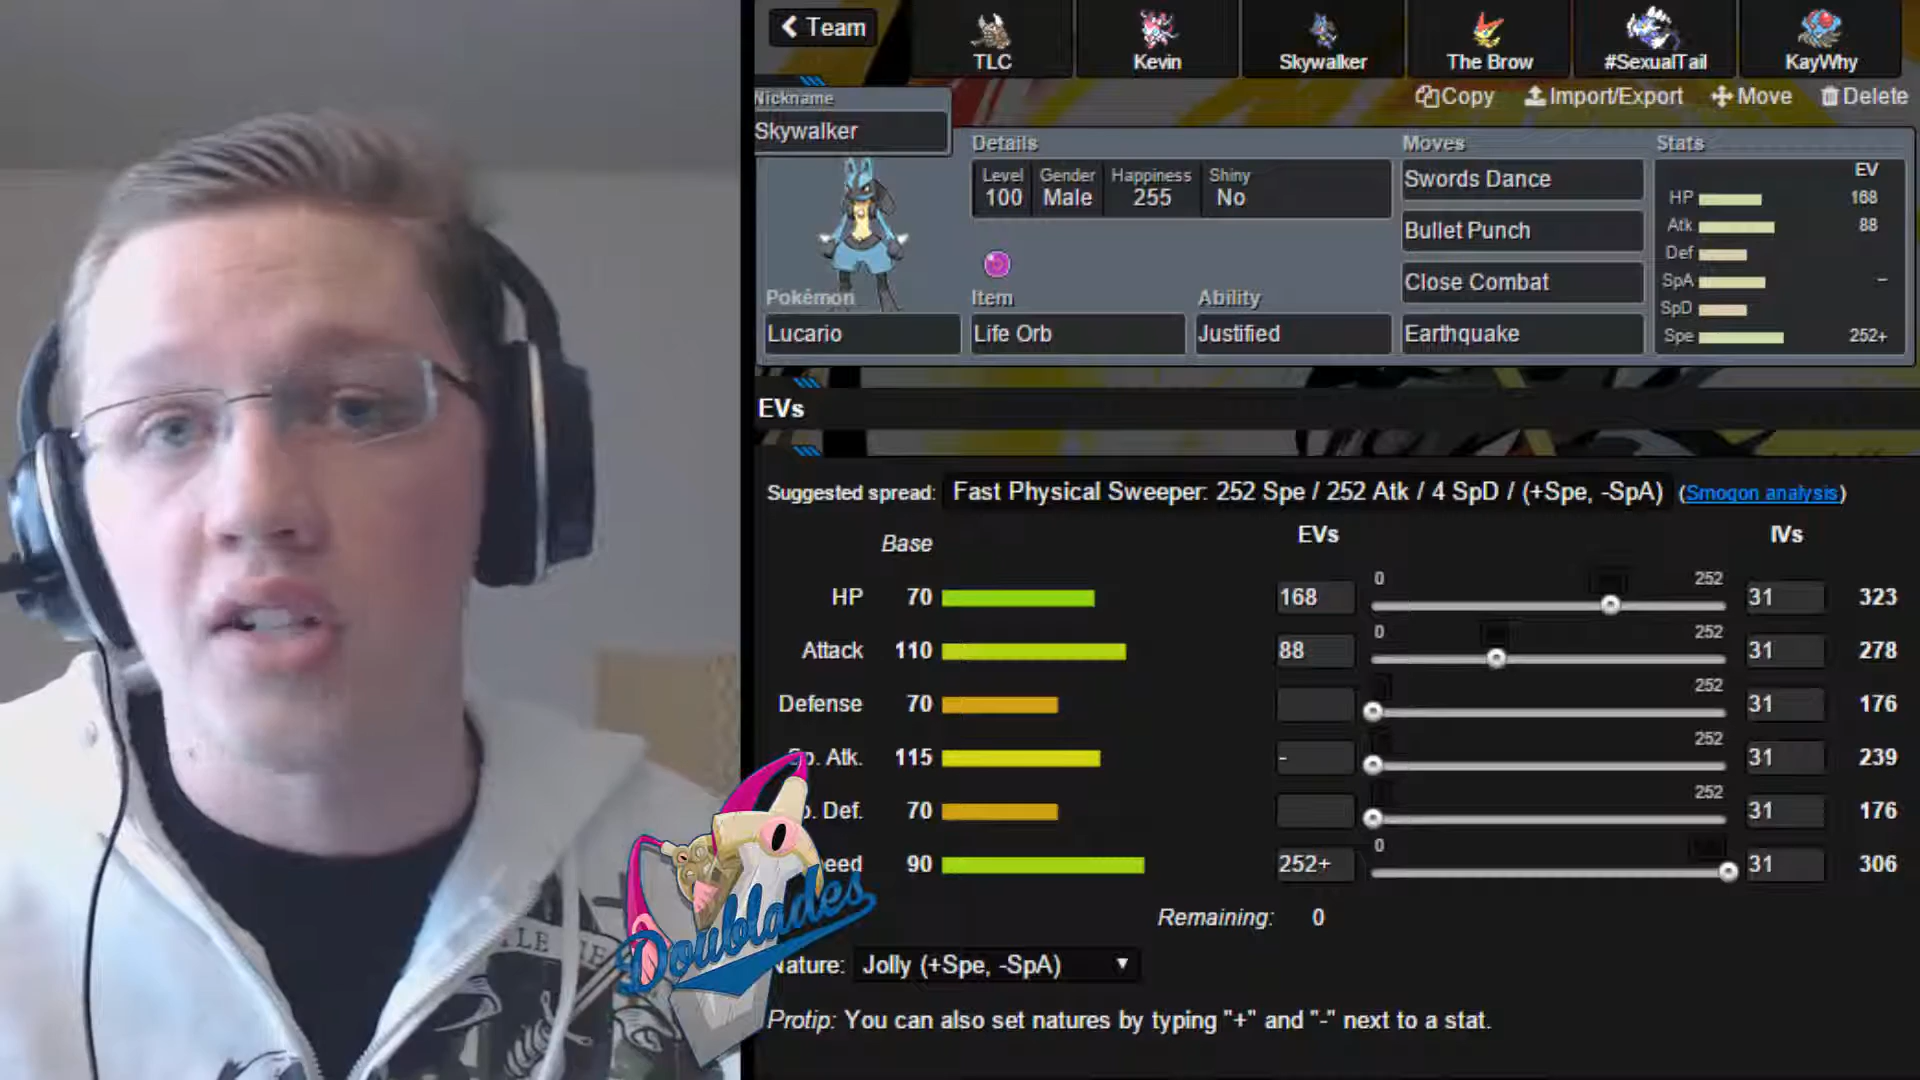 Team
TLC
Kevin
Skywalker
The Brow
#SexualTail
KayWhy
Copy Import/Export Move Delete
Nickname
Skywalker
Details
Level Gender Happiness Shiny
100 Male 255 No
Pokémon Item Ability
Lucario Life Orb Justified
Moves
Swords Dance
Bullet Punch
Close Combat
Earthquake
Stats
EV
HP 168
Atk 88
Def
SpA –
SpD
Spe 252+
EVs
Suggested spread: Fast Physical Sweeper: 252 Spe / 252 Atk / 4 SpD / (+Spe, -SpA) (Smogon analysis)
Base EVs IVs
0 252
HP 70 168 31 323
0 252
Attack 110 88 31 278
252
Defense 70 31 176
252
p. Atk. 115 - 31 239
252
Def. 70 31 176
0
eed 90 252+ 31 306
Remaining: 0
Nature: Jolly (+Spe, -SpA)
Protip: You can also set natures by typing "+" and "-" next to a stat.
Doublades